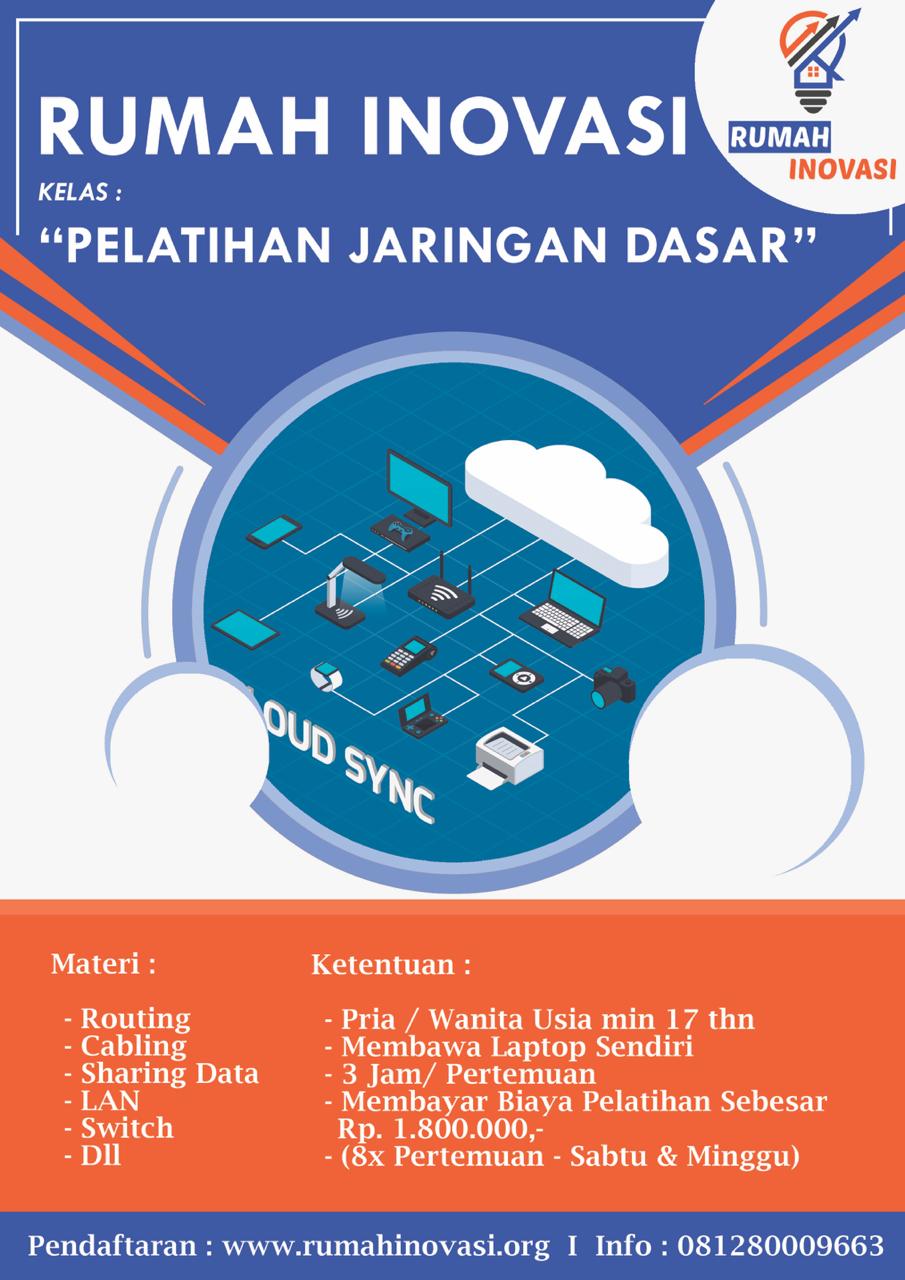 RUMAH INOVASI
RUMAH
INOVASI
KELAS :
“PELATIHAN JARINGAN DASAR”
OUD SYNC
Materi :
- Routing
- Cabling
- Sharing Data
- LAN
- Switch
- Dll
Ketentuan :
- Pria / Wanita Usia min 17 thn
- Membawa Laptop Sendiri
- 3 Jam/ Pertemuan
- Membayar Biaya Pelatihan Sebesar
Rp. 1.800.000,-
- (8x Pertemuan - Sabtu & Minggu)
Pendaftaran : www.rumahinovasi.org I Info : 081280009663